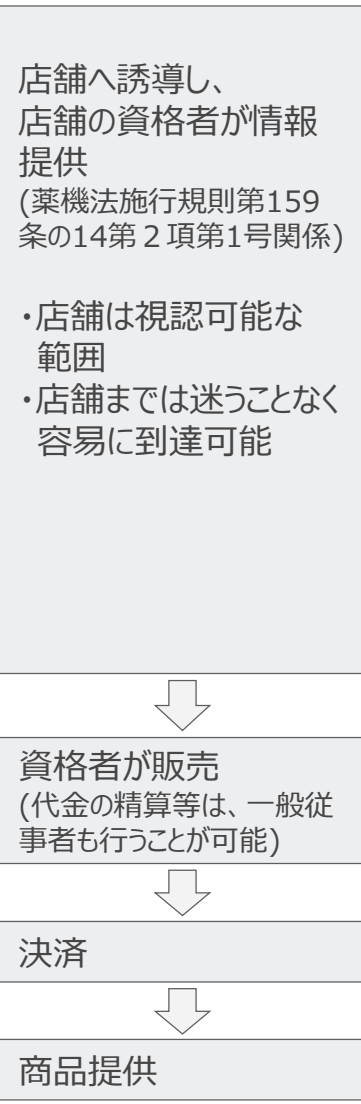 店舗へ誘導し、
店舗の資格者が情報
提供
(薬機法施行規則第159
条の14第２項第1号関係)
・店舗は視認可能な
範囲
・店舗までは迷うことなく
容易に到達可能
資格者が販売
(代金の精算等は、一般従
事者も行うことが可能)
決済
商品提供